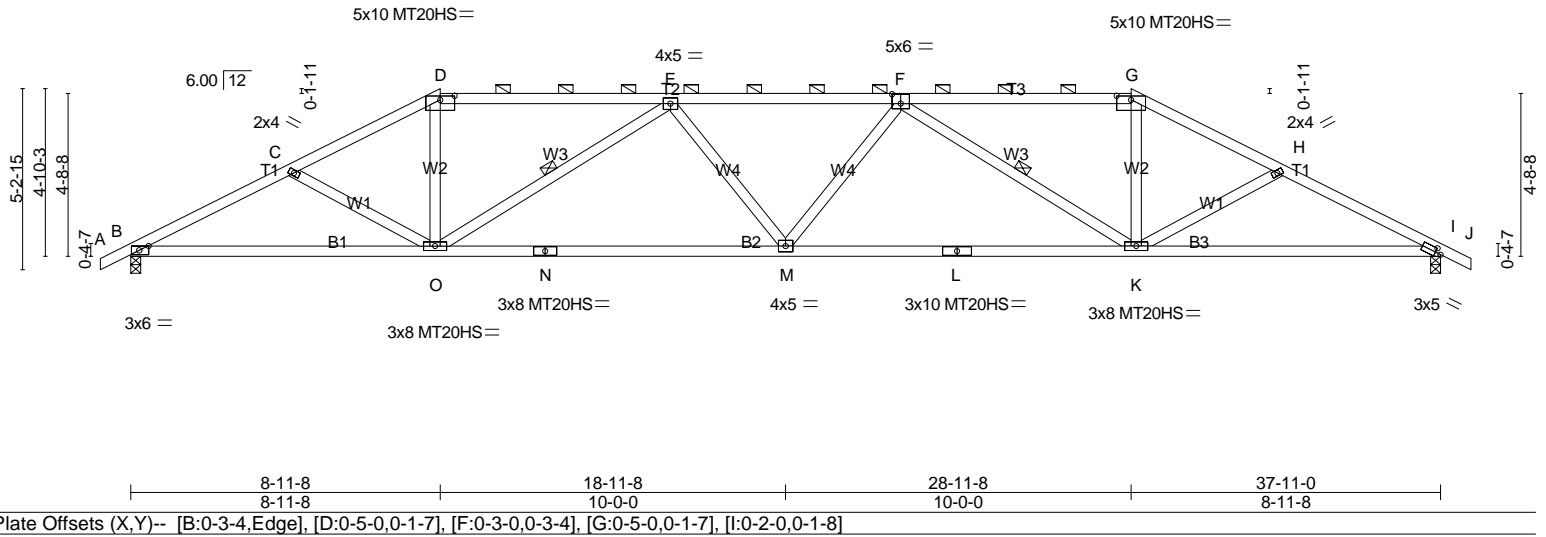 5x10 MT20HS=
5x10 MT20HS=
4x5 =
5x6 =
6.00 12
0-1-11
D
E
T2
F
T3
G
0-1-11
2x4
2x4
C
T1
H
T1
W3
W2
W4
W4
W3
W2
W1
W1
5-2-15
4-10-3
4-8-8
4-8-8
A
B
0-4-7
B1
B2
B3
I
J
0-4-7
O
N
M
L
K
3x8 MT20HS=
4x5 =
3x10 MT20HS=
3x8 MT20HS=
3x5
3x6 =
3x8 MT20HS=
8-11-8
18-11-8
28-11-8
37-11-0
8-11-8
10-0-0
10-0-0
8-11-8
Plate Offsets (X,Y)-- [B:0-3-4,Edge], [D:0-5-0,0-1-7], [F:0-3-0,0-3-4], [G:0-5-0,0-1-7], [I:0-2-0,0-1-8]